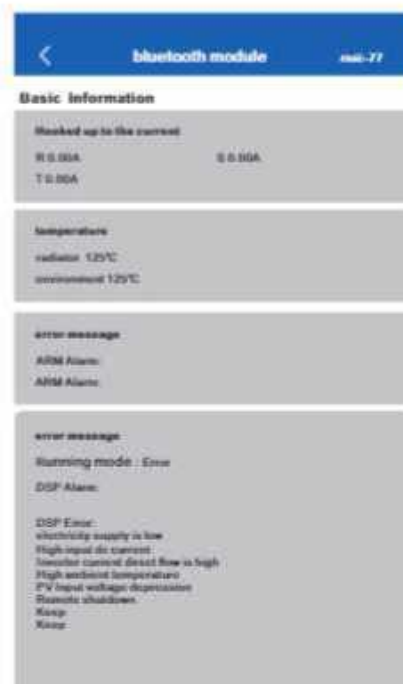 bluetooth module
Basic Information
Hooked up to the current
R 0.00A S 0.00A
T 0.00A
temperature
radiator 125℃
environment 125℃
error message
ARM Alarm:
ARM Alarm:
error message
Running mode : Error
DSP Alarm:
DSP Error:
electricity supply is low
High input dc current
Inverter current direct flow is high
High ambient temperature
PV input voltage depression
Remote shutdown
Keep
Keep